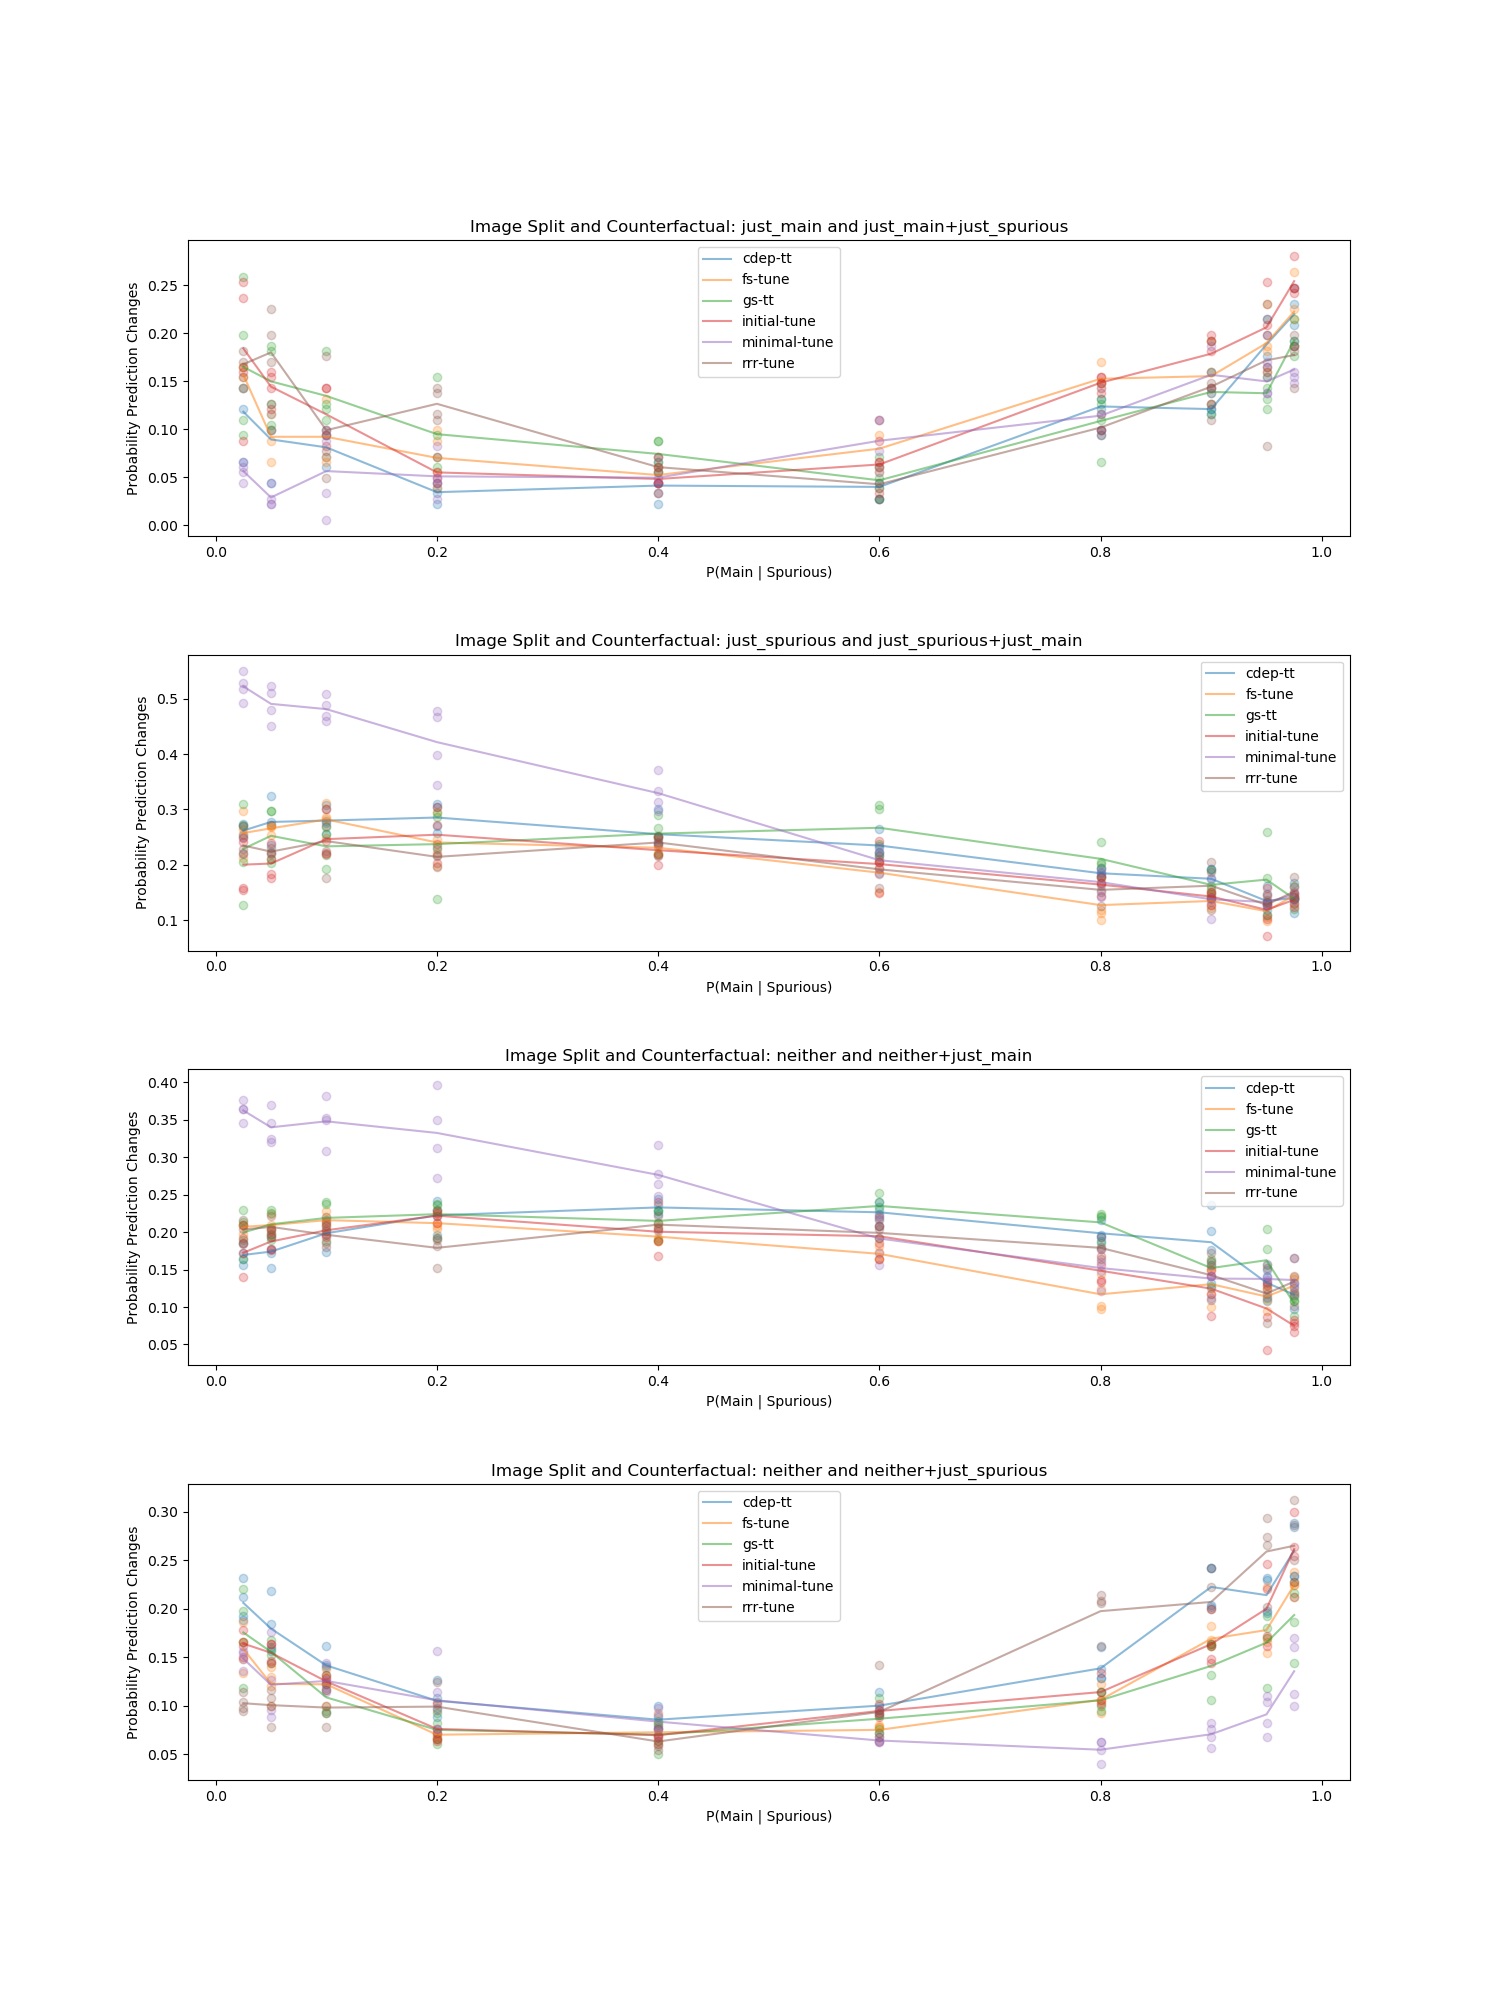 Image Split and Counterfactual: just_main and just_main+just_spurious
Probability Prediction Changes
0.25
0.20
0.15
0.10
0.05
0.00
cdep-tt
fs-tune
gs-tt
initial-tune
minimal-tune
rrr-tune
0.0 0.2 0.4 0.6 0.8 1.0
P(Main | Spurious)
Image Split and Counterfactual: just_spurious and just_spurious+just_main
Probability Prediction Changes
0.5
0.4
0.3
0.2
0.1
cdep-tt
fs-tune
gs-tt
initial-tune
minimal-tune
rrr-tune
0.0 0.2 0.4 0.6 0.8 1.0
P(Main | Spurious)
Image Split and Counterfactual: neither and neither+just_main
Probability Prediction Changes
0.40
0.35
0.30
0.25
0.20
0.15
0.10
0.05
cdep-tt
fs-tune
gs-tt
initial-tune
minimal-tune
rrr-tune
0.0 0.2 0.4 0.6 0.8 1.0
P(Main | Spurious)
Image Split and Counterfactual: neither and neither+just_spurious
Probability Prediction Changes
0.30
0.25
0.20
0.15
0.10
0.05
cdep-tt
fs-tune
gs-tt
initial-tune
minimal-tune
rrr-tune
0.0 0.2 0.4 0.6 0.8 1.0
P(Main | Spurious)